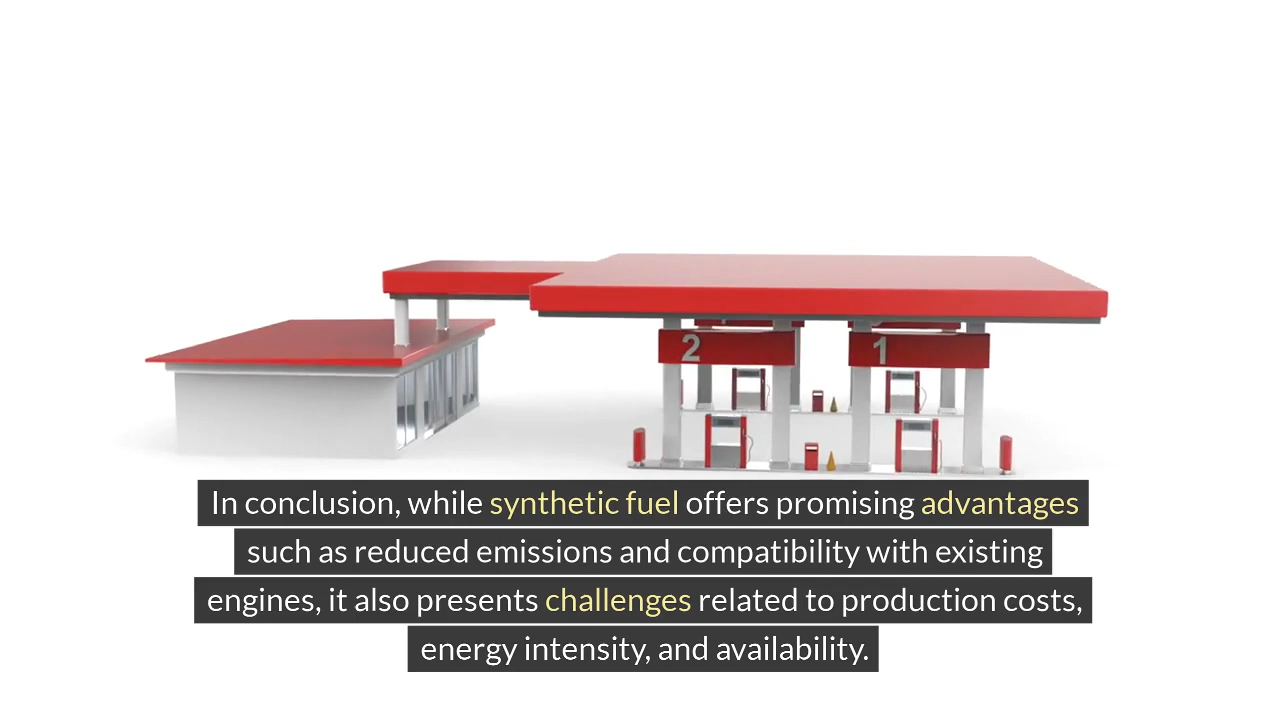 2
1
In conclusion, while synthetic fuel offers promising advantages
such as reduced emissions and compatibility with existing
engines, it also presents challenges related to production costs,
energy intensity, and availability.